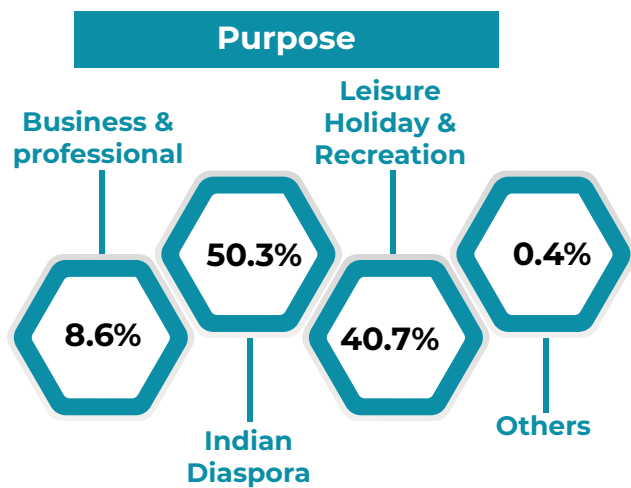 Purpose
Business &
professional
8.6%
50.3%
Indian
Diaspora
Leisure
Holiday &
Recreation
40.7%
0.4%
Others